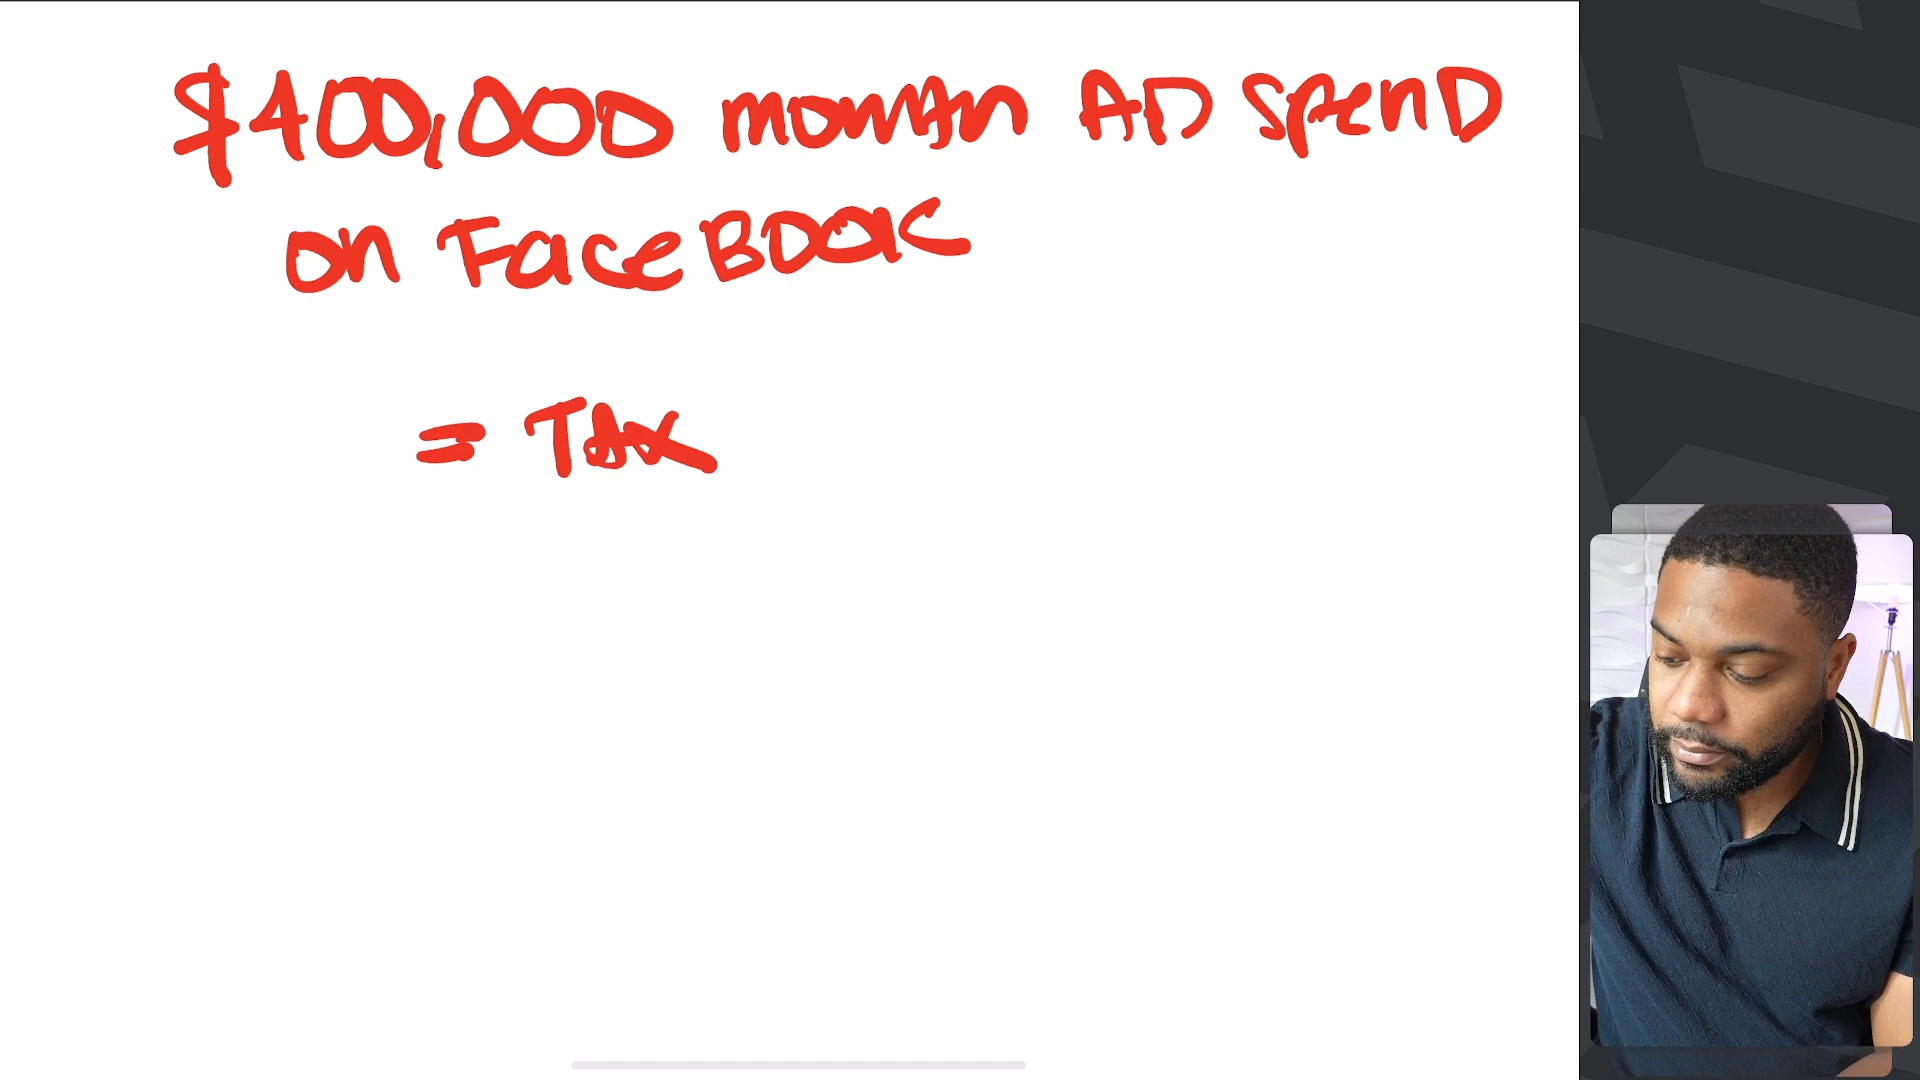 $400,000 month AD Spend
on FaceBOOK
= TAX